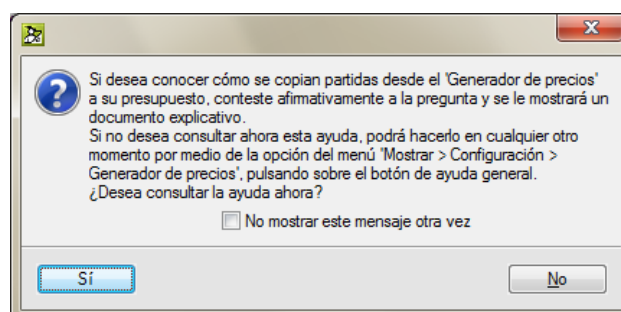 Si desea conocer cómo se copian partidas desde el 'Generador de precios'
a su presupuesto, conteste afirmativamente a la pregunta y se le mostrará un
documento explicativo.
Si no desea consultar ahora esta ayuda, podrá hacerlo en cualquier otro
momento por medio de la opción del menú 'Mostrar > Configuración >
Generador de precios', pulsando sobre el botón de ayuda general.
¿Desea consultar la ayuda ahora?
No mostrar este mensaje otra vez
Sí
No